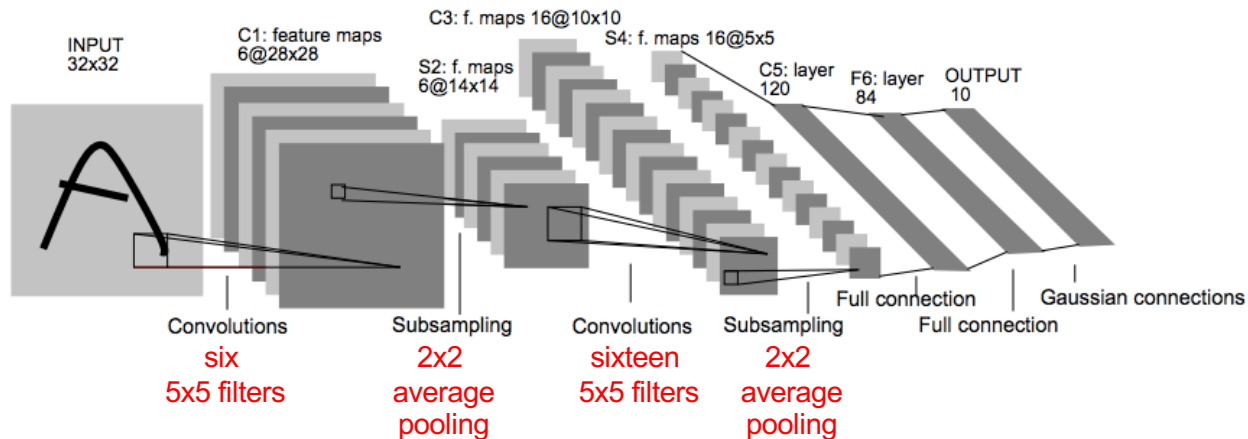 INPUT
32x32
C1: feature maps
6@28x28
S2: f. maps
6@14x14
C3: f. maps 16@10x10
S4: f. maps 16@5x5
C5: layer
120
F6: layer
84
OUTPUT
10
Convolutions
Subsampling
Convolutions
Subsampling
Full connection
Full connection
Gaussian connections
six
5x5 filters
2x2
average
pooling
sixteen
5x5 filters
2x2
average
pooling